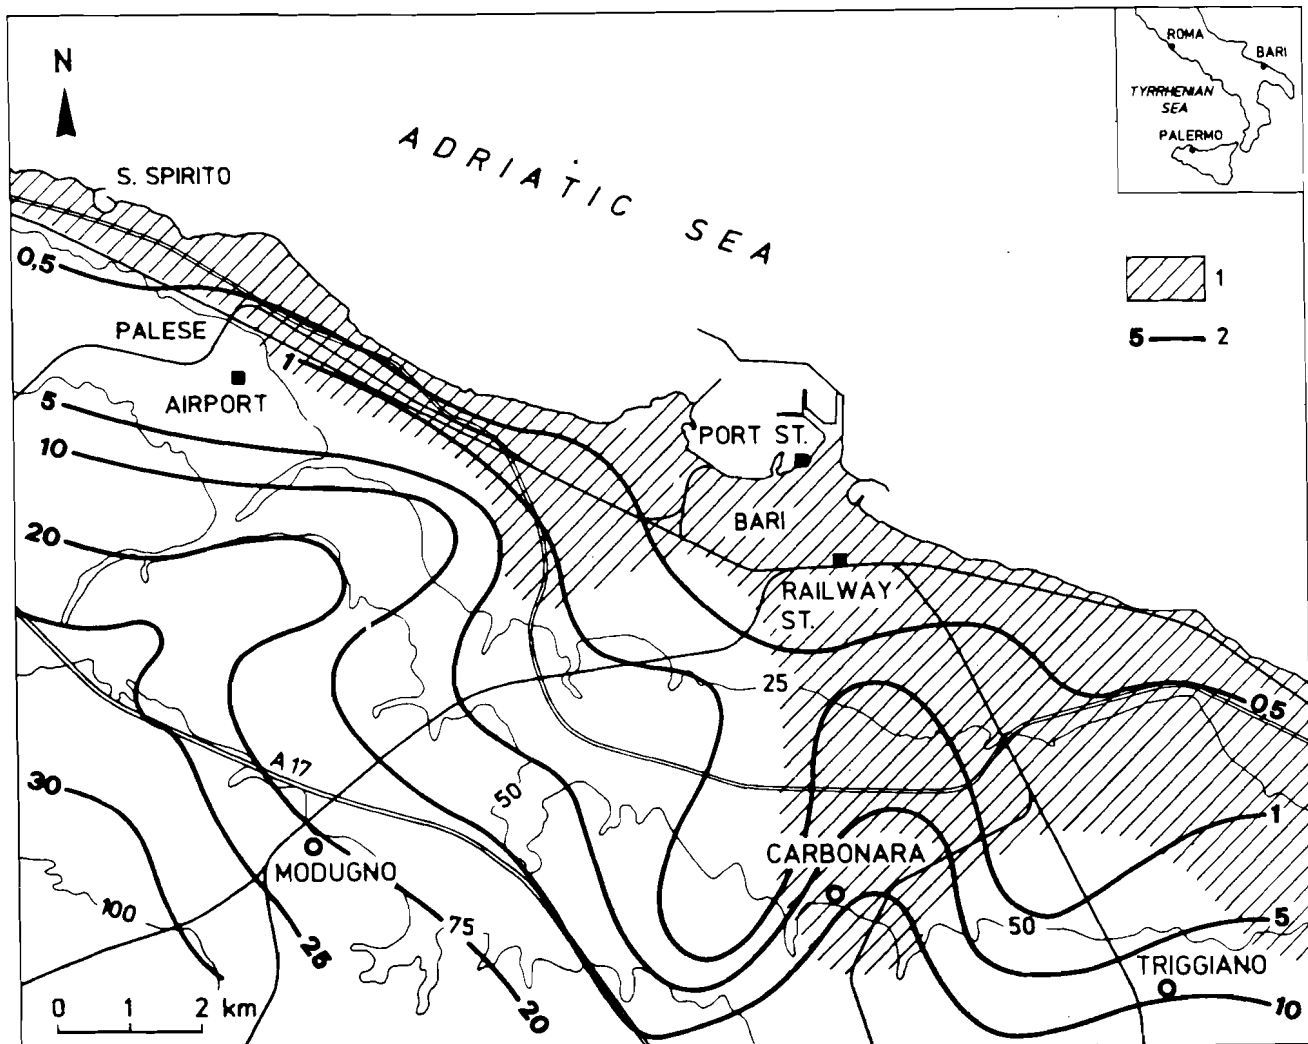 N
ADRIATIC SEA
ROMA
BARI
TYRRHENIAN
SEA
PALERMO
S. SPIRITO
1
5 2
0,5
PALESE
1
AIRPORT
5
10
PORT ST.
BARI
20
RAILWAY
ST.
25
0,5
A 17
50
30
1
CARBONARA
MODUGNO
100
75
50
5
25
TRIGGIANO
20
10
0 1 2 km